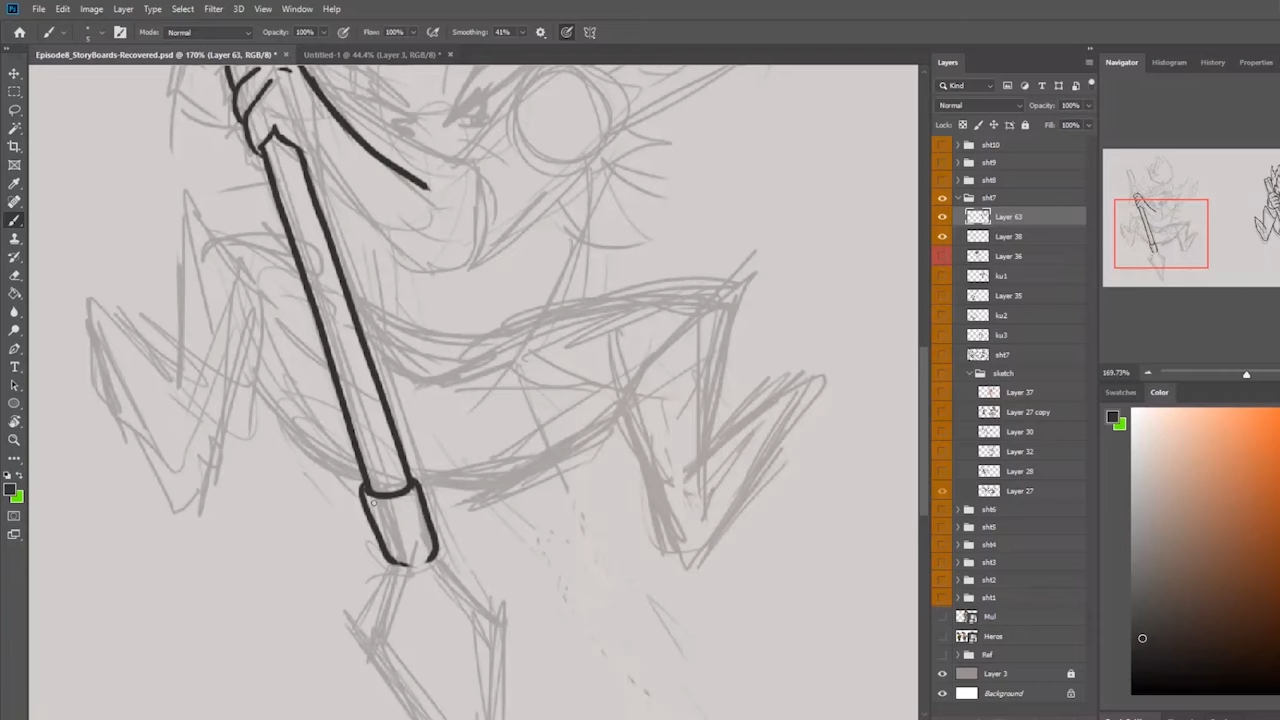 File Edit Image Layer Type Select Filter 3D View Window Help
5 Mode: Normal Opacity: 100% Flow: 100% Smoothing: 41%
Episode8_StoryBoards-Recovered.psd @ 170% (Layer 63, RGB/8) * × Untitled-1 @ 44.4% (Layer 3, RGB/8) * ×
Layers
Kind
Normal Opacity: 100%
Lock: Fill: 100%
sht10
sht9
sht8
sht7
Layer 63
Layer 38
Layer 36
ku1
Layer 35
ku2
ku3
sht7
sketch
Layer 37
Layer 27 copy
Layer 30
Layer 32
Layer 28
Layer 27
sht6
sht5
sht4
sht3
sht2
sht1
Mul
Heros
Ref
Layer 3
Background
Navigator Histogram History Properties
169.73%
Swatches Color